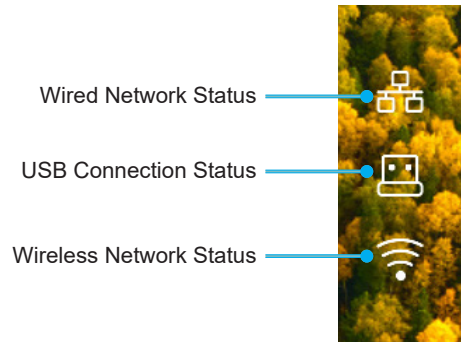 Wired Network Status
USB Connection Status
Wireless Network Status